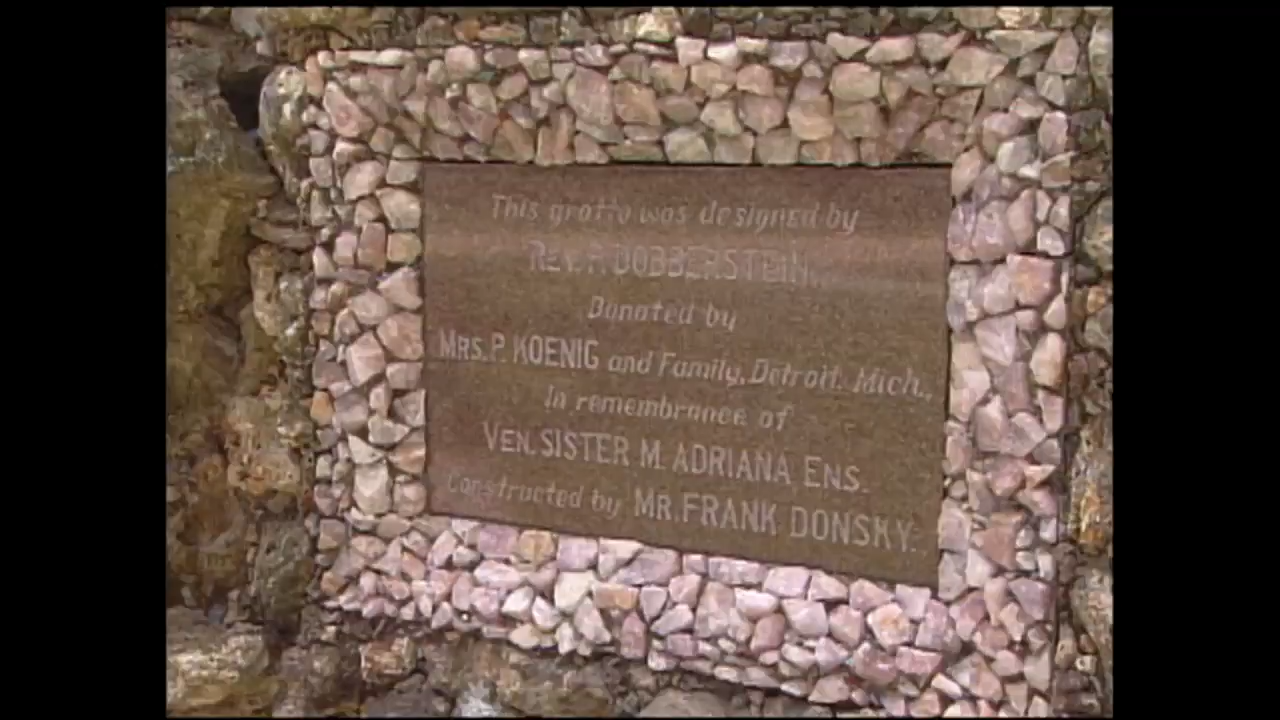 This grotto was designed by
REV. P. DOBBERSTEIN.
Donated by
MRS. P. KOENIG and Family, Detroit. Mich.,
In remembrance of
VEN. SISTER M. ADRIANA ENS.
Constructed by MR. FRANK DONSKY.